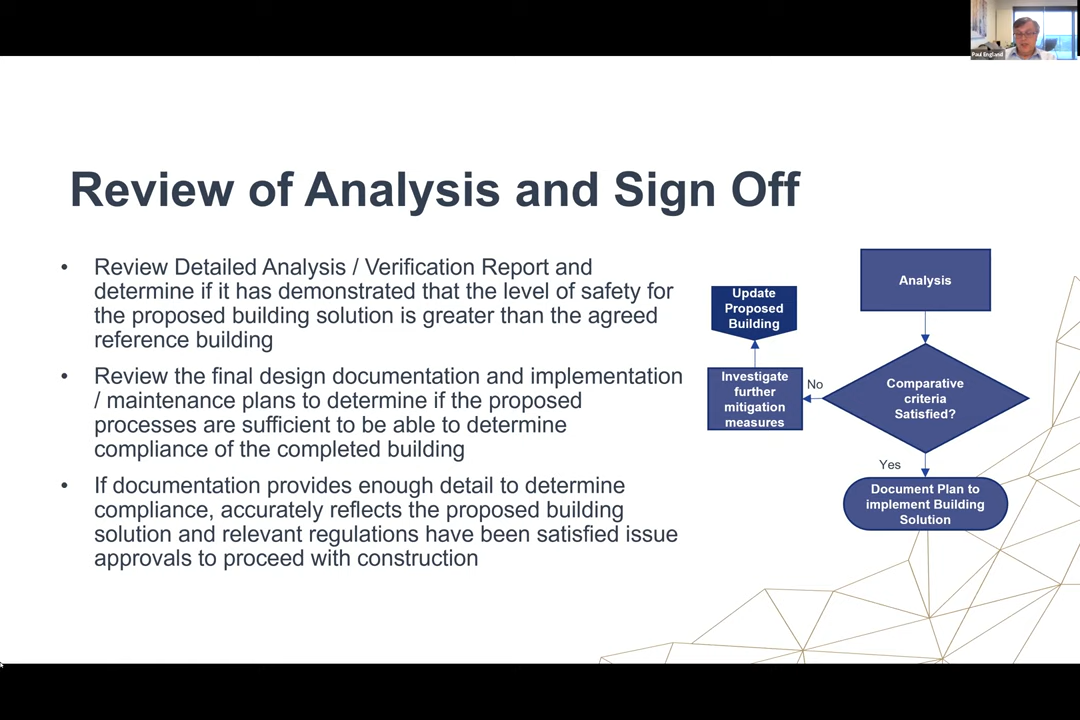 Paul England
Review of Analysis and Sign Off
• Review Detailed Analysis / Verification Report and
determine if it has demonstrated that the level of safety for
the proposed building solution is greater than the agreed
reference building
• Review the final design documentation and implementation
/ maintenance plans to determine if the proposed
processes are sufficient to be able to determine
compliance of the completed building
• If documentation provides enough detail to determine
compliance, accurately reflects the proposed building
solution and relevant regulations have been satisfied issue
approvals to proceed with construction
Analysis
Update
Proposed
Building
Investigate
further
mitigation
measures
No
Comparative
criteria
Satisfied?
Yes
Document Plan to
implement Building
Solution